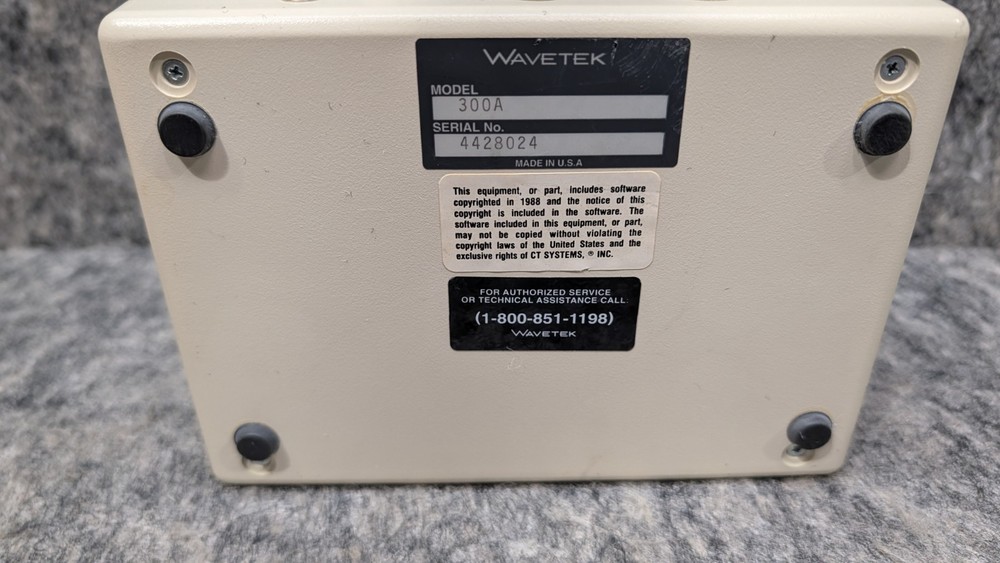 WAVETEK
MODEL
300A
SERIAL No.
4428024
MADE IN U.S.A
This equipment, or part, includes software
copyrighted in 1988 and the notice of this
copyright is included in the software. The
software included in this equipment, or part,
may not be copied without violating the
copyright laws of the United States and the
exclusive rights of CT SYSTEMS, ® INC.
FOR AUTHORIZED SERVICE
OR TECHNICAL ASSISTANCE CALL:
(1-800-851-1198)
WAVETEK